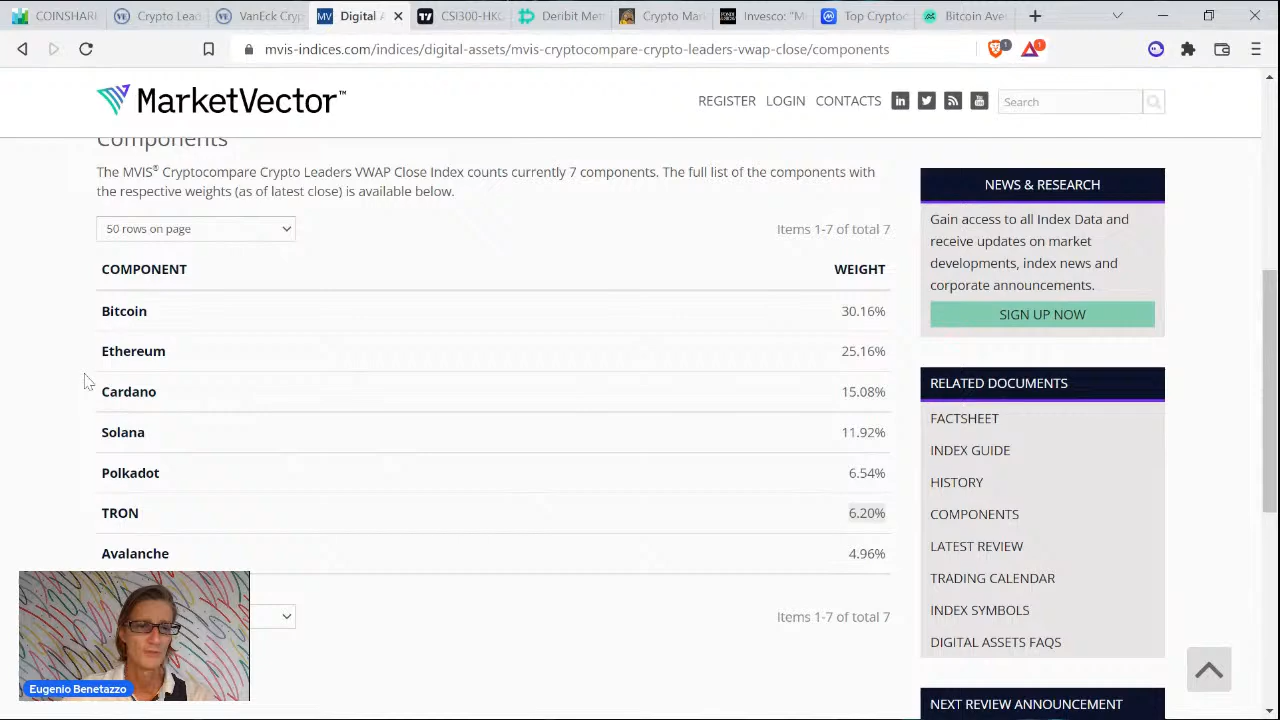 COINSHAR
Crypto Lead
VanEck Cryp
MV
Digital A
CSI300-HK
Deribit Met
Crypto Mar
Invesco: "M
Top Cryptoc
Bitcoin Ave
mvis-indices.com/indices/digital-assets/mvis-cryptocompare-crypto-leaders-vwap-close/components
1
1
MarketVector™
REGISTER
LOGIN
CONTACTS
Search
Components
The MVIS® Cryptocompare Crypto Leaders VWAP Close Index counts currently 7 components. The full list of the components with
the respective weights (as of latest close) is available below.
50 rows on page
Items 1-7 of total 7
COMPONENT WEIGHT
Bitcoin 30.16%
Ethereum 25.16%
Cardano 15.08%
Solana 11.92%
Polkadot 6.54%
TRON 6.20%
Avalanche 4.96%
Items 1-7 of total 7
Eugenio Benetazzo
NEWS & RESEARCH
Gain access to all Index Data and
receive updates on market
developments, index news and
corporate announcements.
SIGN UP NOW
RELATED DOCUMENTS
FACTSHEET
INDEX GUIDE
HISTORY
COMPONENTS
LATEST REVIEW
TRADING CALENDAR
INDEX SYMBOLS
DIGITAL ASSETS FAQS
NEXT REVIEW ANNOUNCEMENT